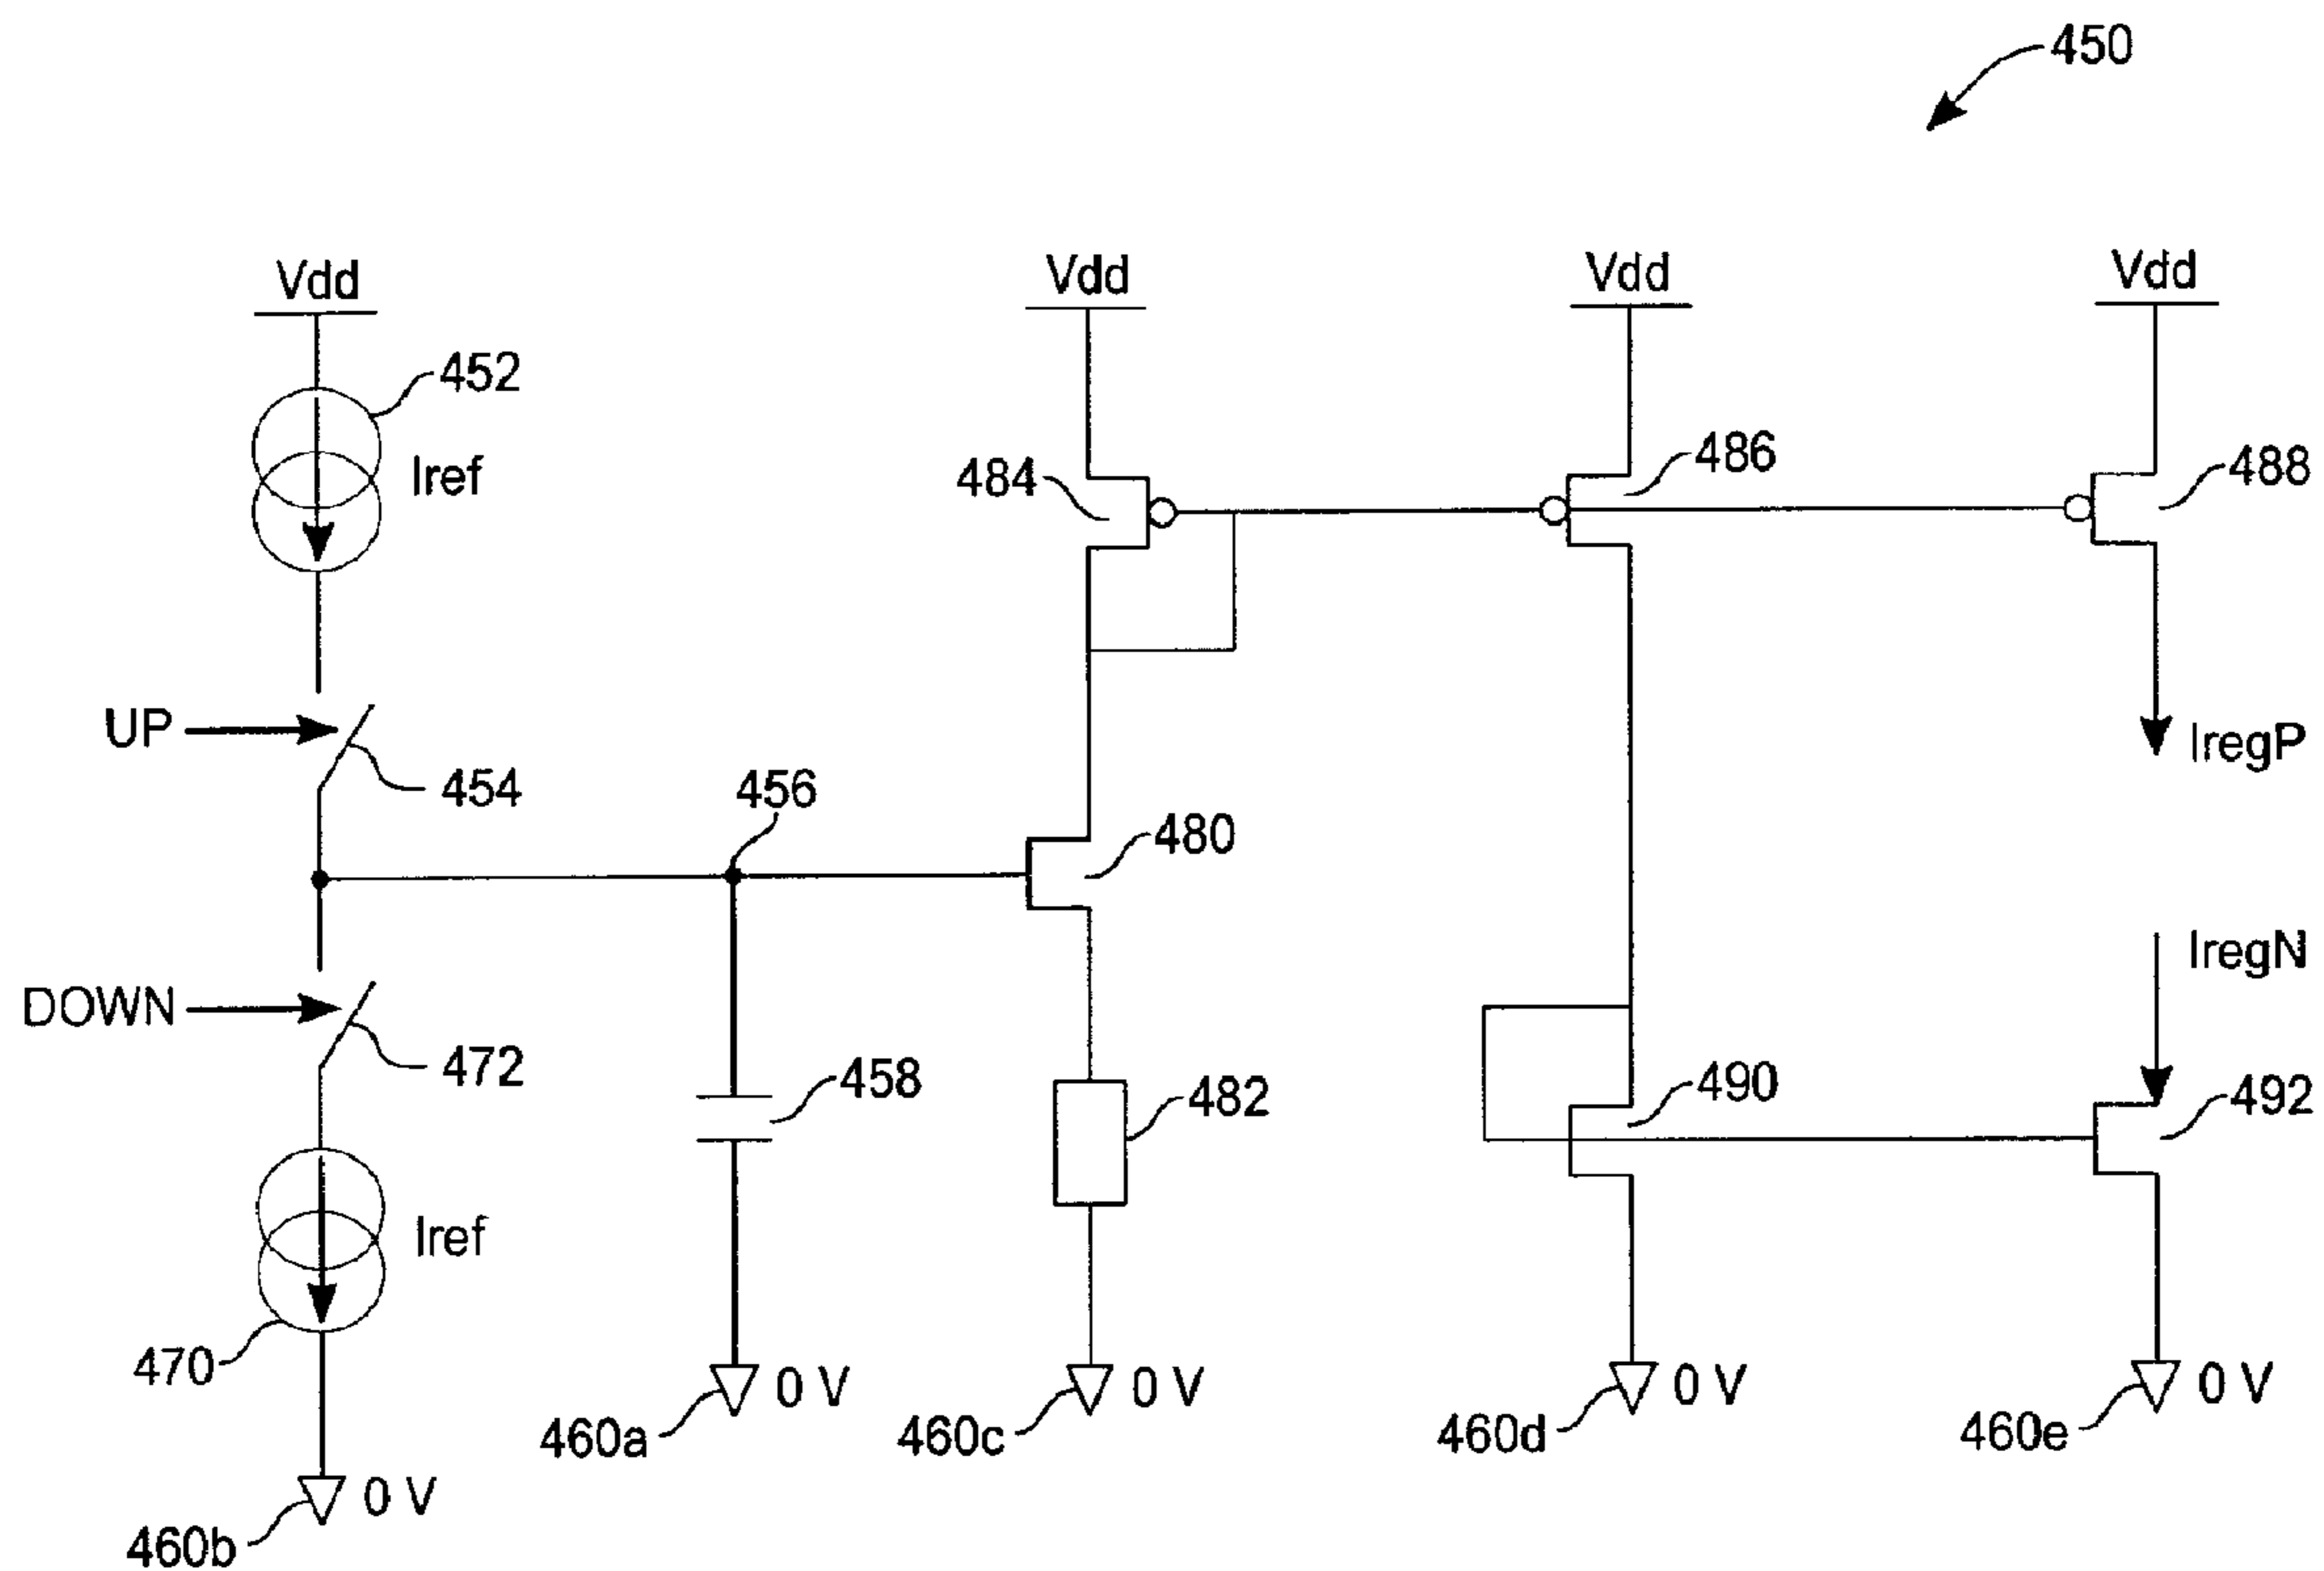 450
Vdd
Vdd
Vdd
Vdd
452
Iref
484
486
488
UP
454
456
480
IregP
IregN
DOWN
472
458
482
490
492
Iref
470
0 V
460a
0 V
460c
0 V
460d
0 V
460e
0 V
460b